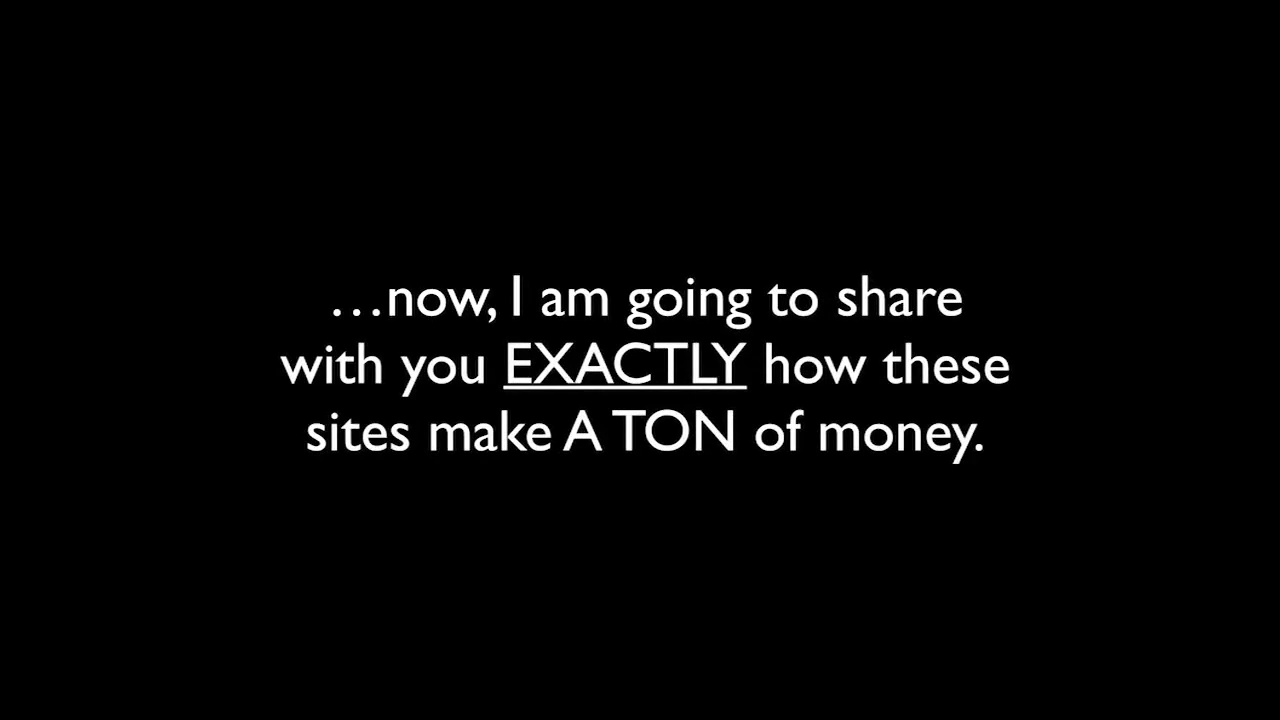 …now, I am going to share
with you EXACTLY how these
sites make A TON of money.